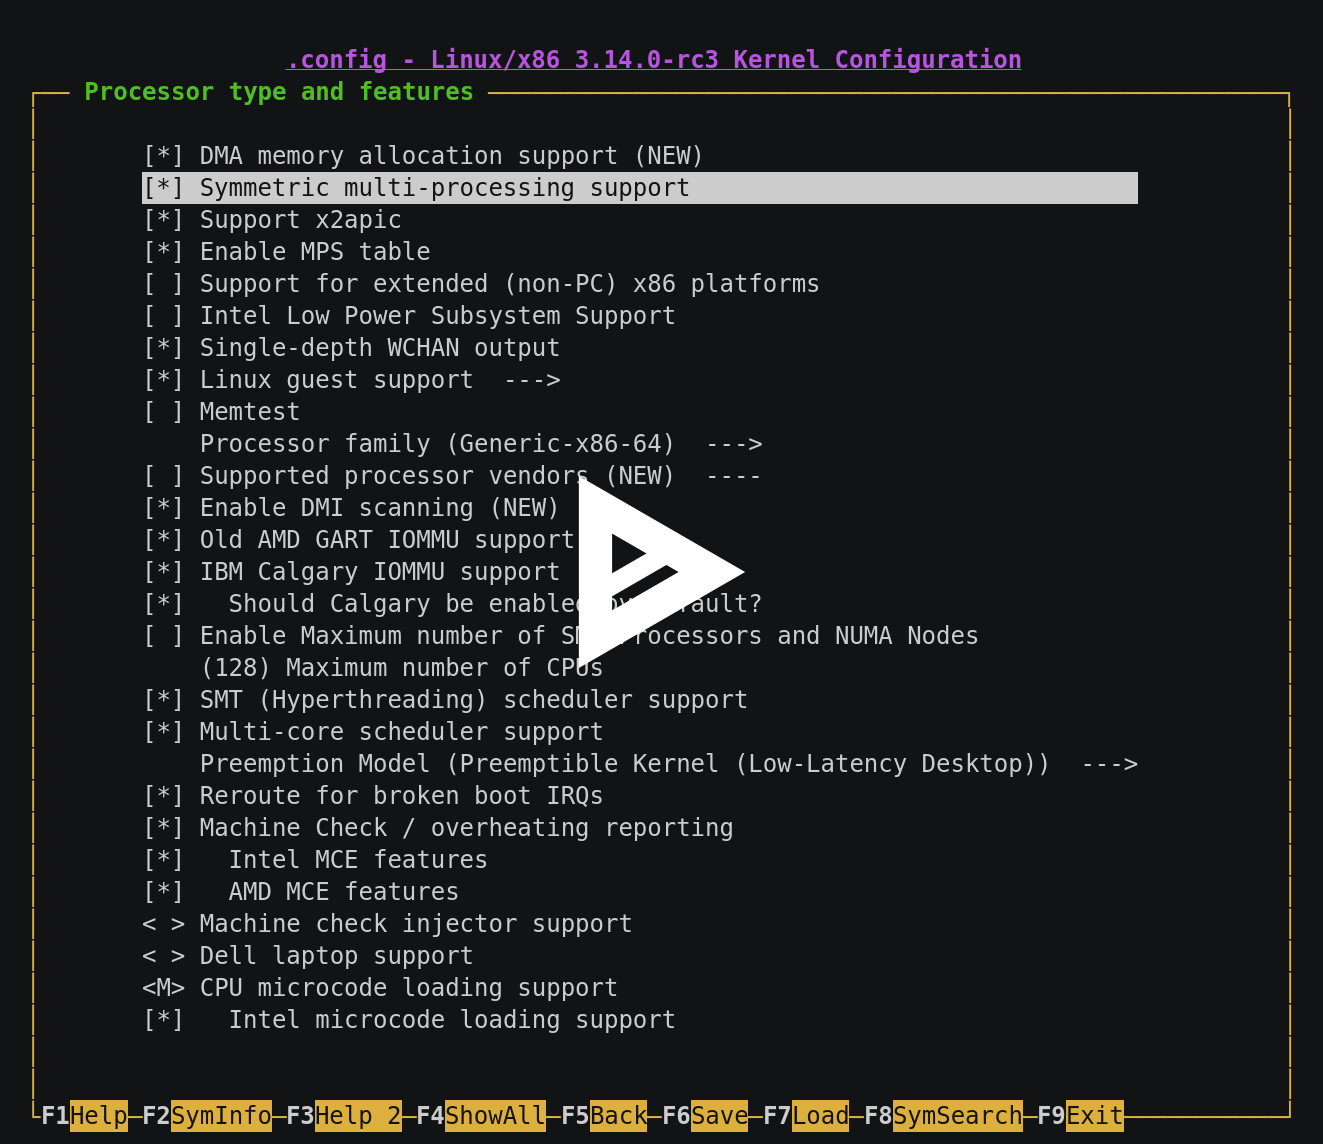 .config - Linux/x86 3.14.0-rc3 Kernel Configuration
Processor type and features
[*] DMA memory allocation support (NEW)
[*] Symmetric multi-processing support
[*] Support x2apic
[*] Enable MPS table
[ ] Support for extended (non-PC) x86 platforms
[ ] Intel Low Power Subsystem Support
[*] Single-depth WCHAN output
[*] Linux guest support  --->
[ ] Memtest
    Processor family (Generic-x86-64)  --->
[ ] Supported processor vendors (NEW)  ----
[*] Enable DMI scanning (NEW)
[*] Old AMD GART IOMMU support
[*] IBM Calgary IOMMU support
[*]   Should Calgary be enabled by default?
[ ] Enable Maximum number of SMP Processors and NUMA Nodes
    (128) Maximum number of CPUs
[*] SMT (Hyperthreading) scheduler support
[*] Multi-core scheduler support
    Preemption Model (Preemptible Kernel (Low-Latency Desktop))  --->
[*] Reroute for broken boot IRQs
[*] Machine Check / overheating reporting
[*]   Intel MCE features
[*]   AMD MCE features
< > Machine check injector support
< > Dell laptop support
<M> CPU microcode loading support
[*]   Intel microcode loading support
F1Help F2SymInfo F3Help 2 F4ShowAll F5Back F6Save F7Load F8SymSearch F9Exit